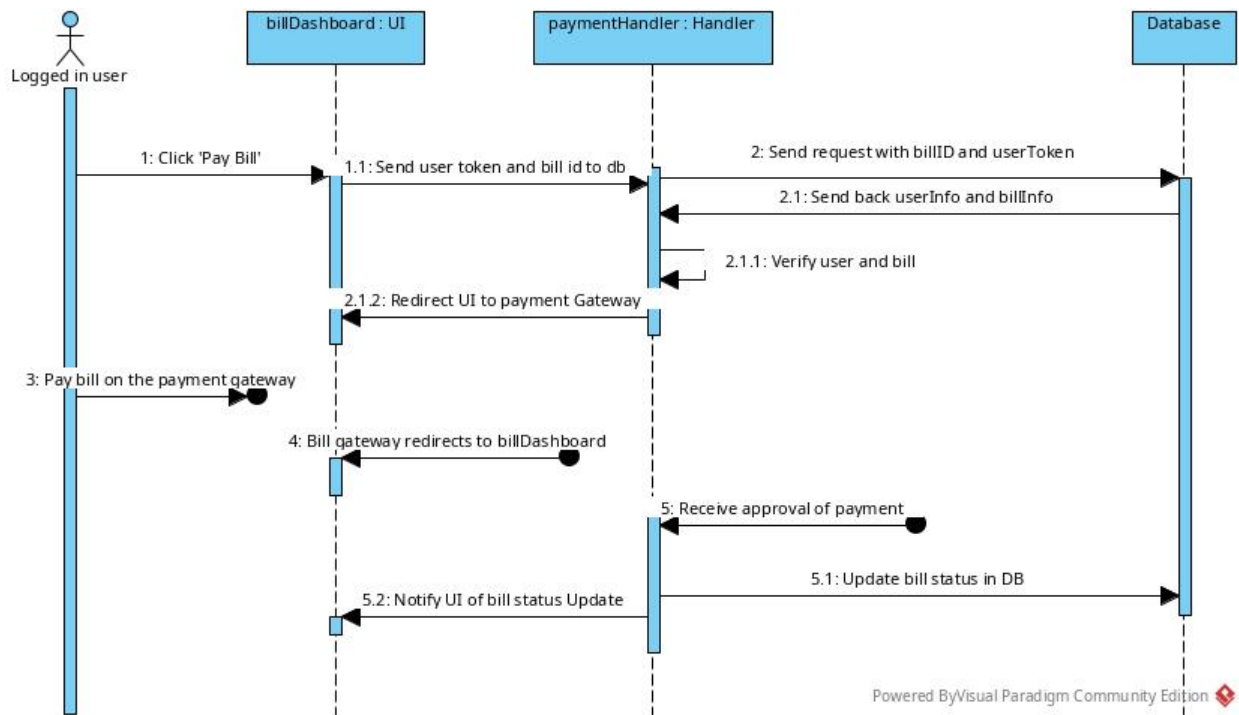 billDashboard : UI
paymentHandler : Handler
Database
Logged in user
1: Click 'Pay Bill'
1.1: Send user token and bill id to db
2: Send request with billID and userToken
2.1: Send back userInfo and billInfo
2.1.1: Verify user and bill
2.1.2: Redirect UI to payment Gateway
3: Pay bill on the payment gateway
4: Bill gateway redirects to billDashboard
5: Receive approval of payment
5.1: Update bill status in DB
5.2: Notify UI of bill status Update
Powered ByVisual Paradigm Community Edition